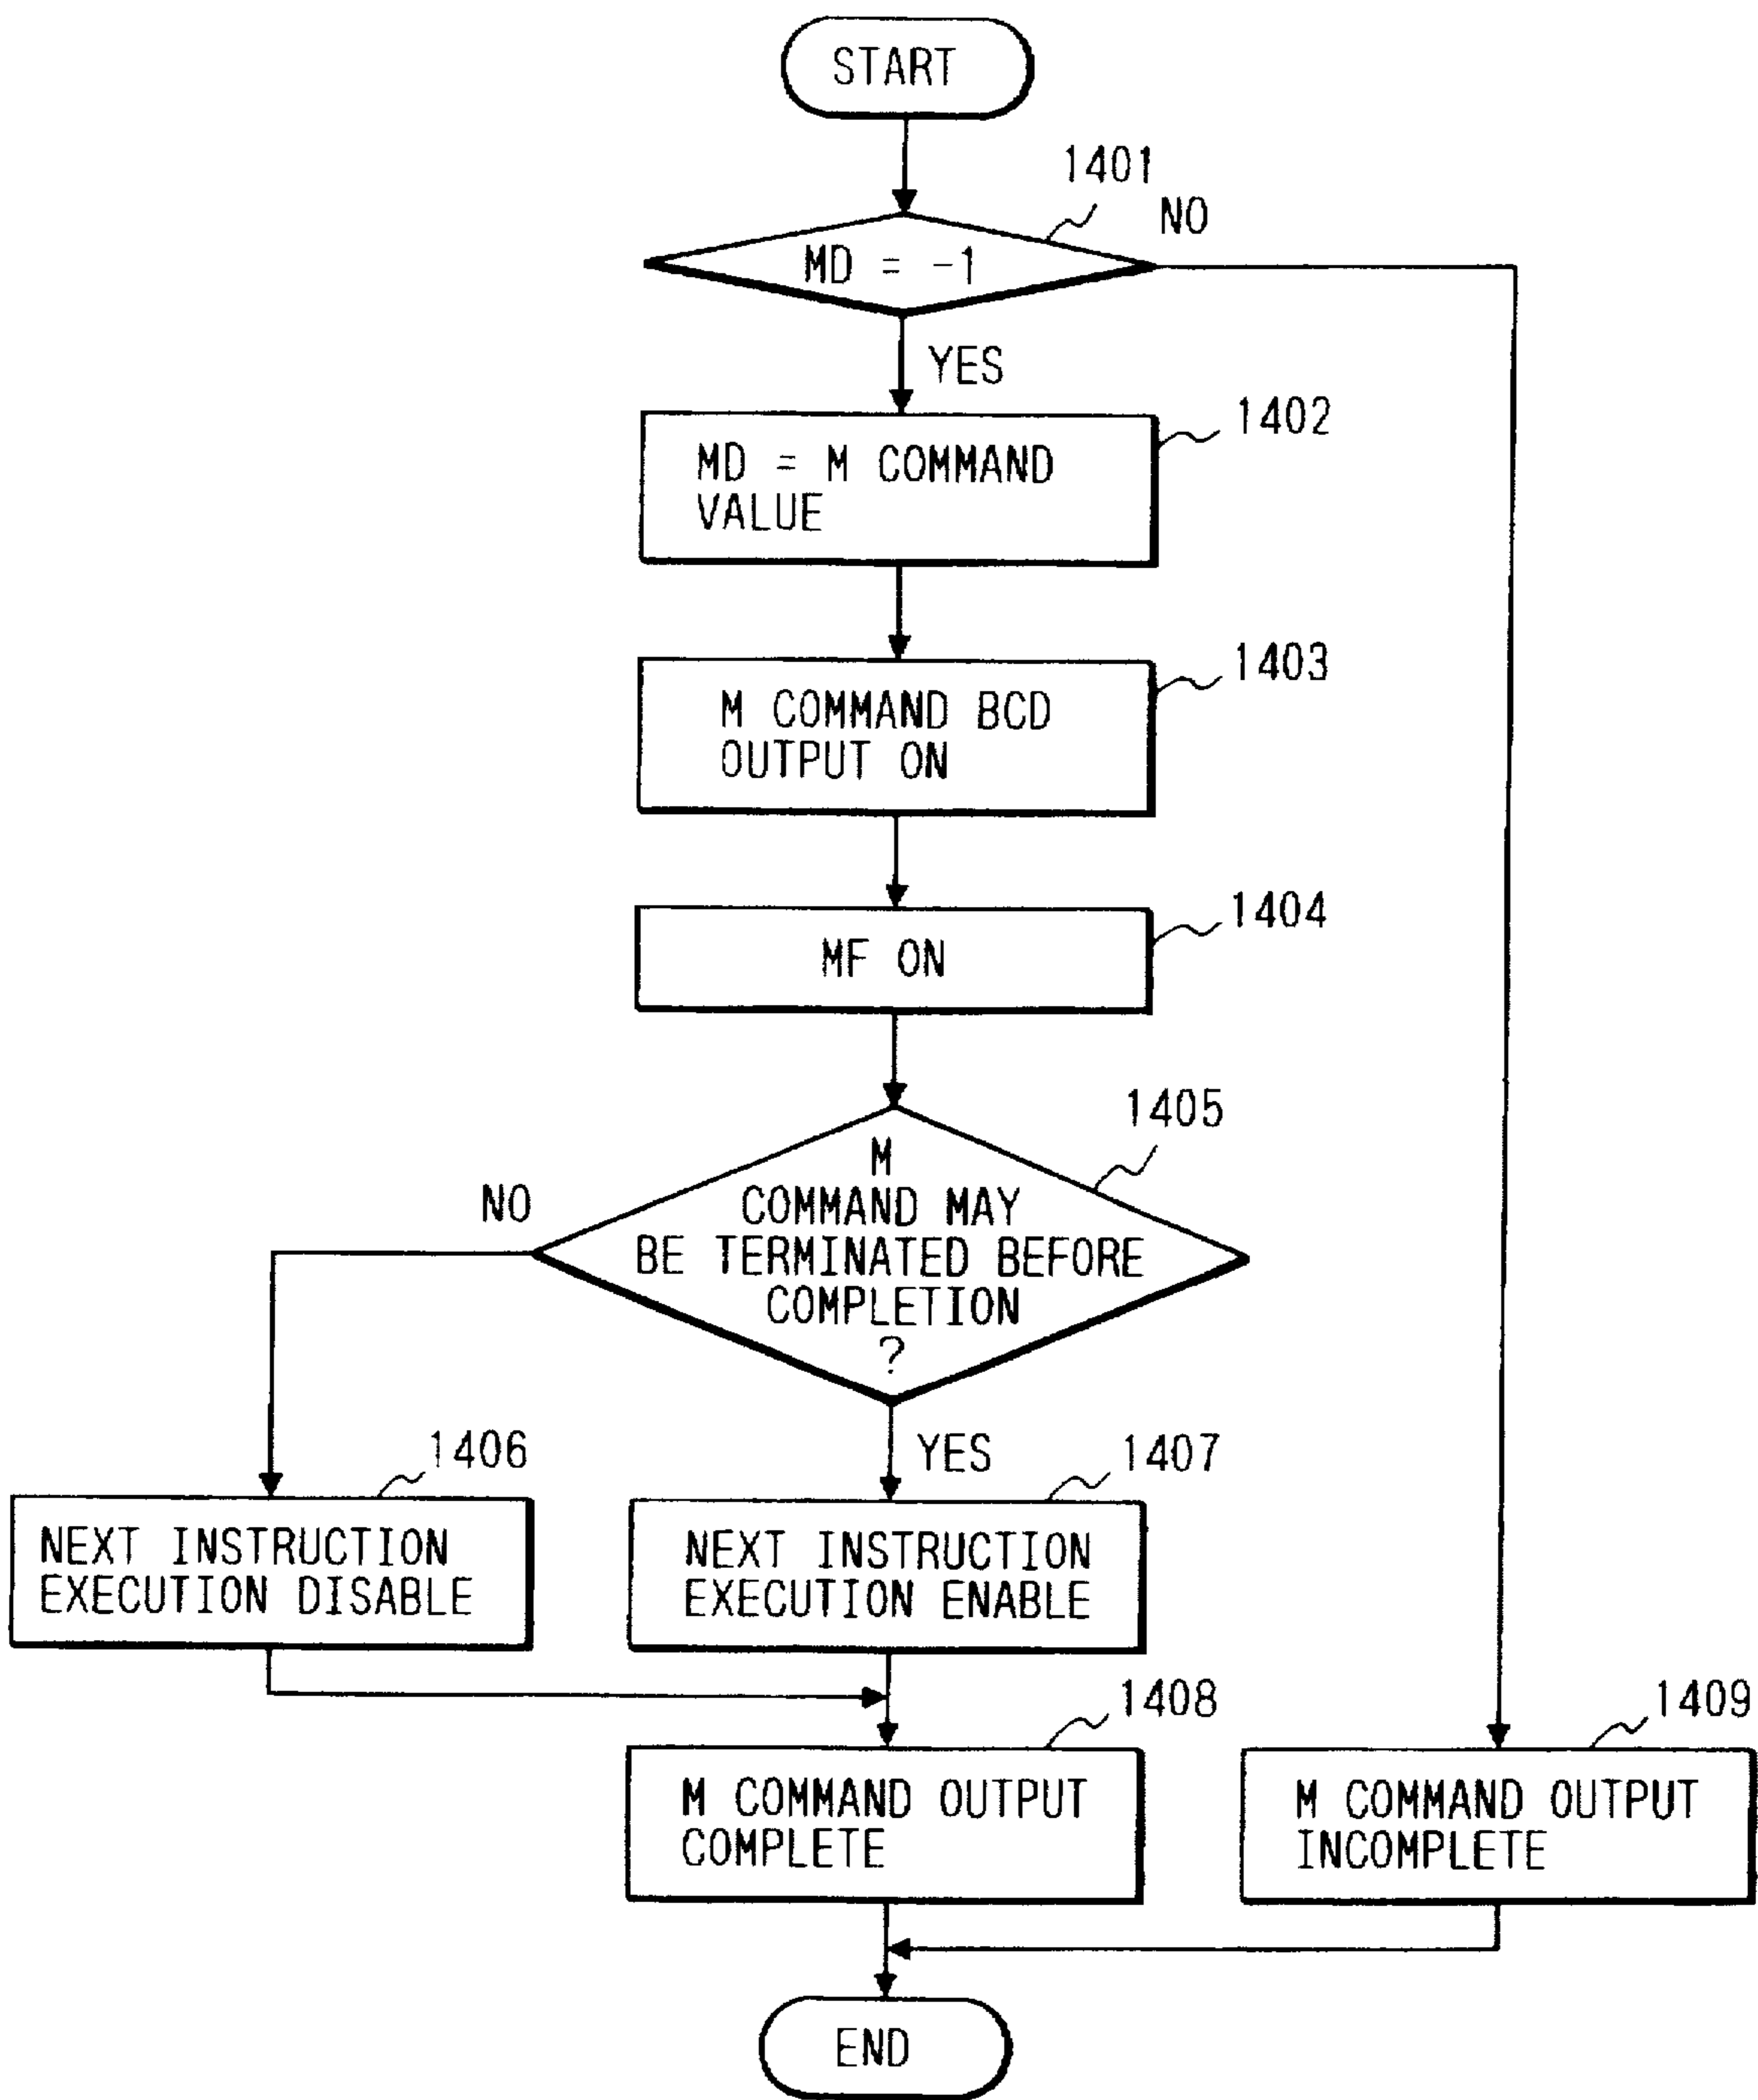 START
1401
NO
MD = -1
YES
1402
MD = M COMMAND
VALUE
1403
M COMMAND BCD
OUTPUT ON
1404
MF ON
1405
M
COMMAND MAY
BE TERMINATED BEFORE
COMPLETION
?
NO
YES
1406
1407
NEXT INSTRUCTION
EXECUTION DISABLE
NEXT INSTRUCTION
EXECUTION ENABLE
1408
1409
M COMMAND OUTPUT
COMPLETE
M COMMAND OUTPUT
INCOMPLETE
END